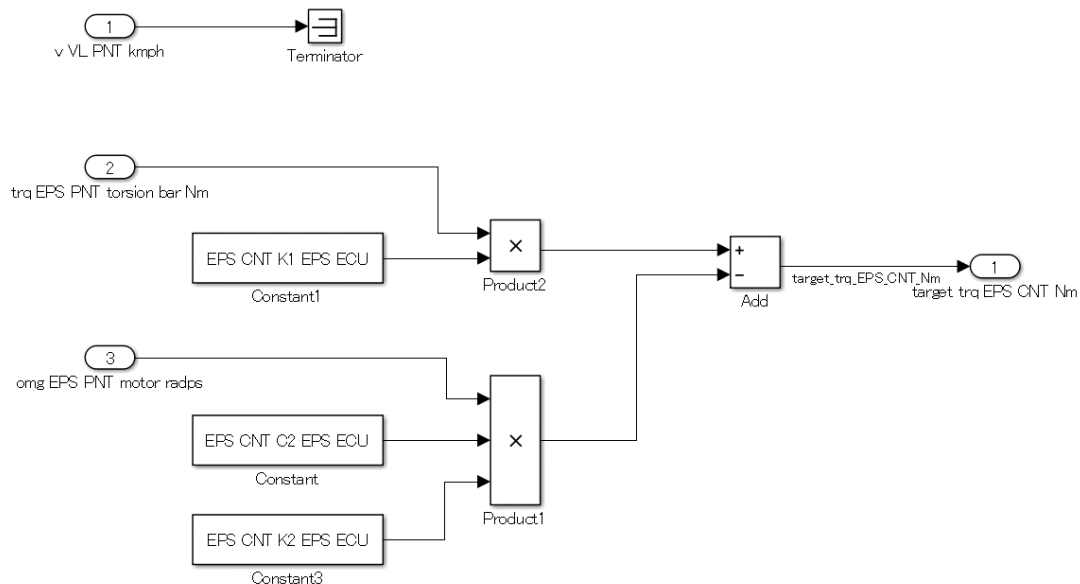 1
v VL PNT kmph
Terminator
2
trq EPS PNT torsion bar Nm
EPS CNT K1 EPS ECU
Constant1
×
Product2
+
−
Add
target_trq_EPS_CNT_Nm
1
target trq EPS CNT Nm
3
omg EPS PNT motor radps
EPS CNT C2 EPS ECU
Constant
×
Product1
EPS CNT K2 EPS ECU
Constant3